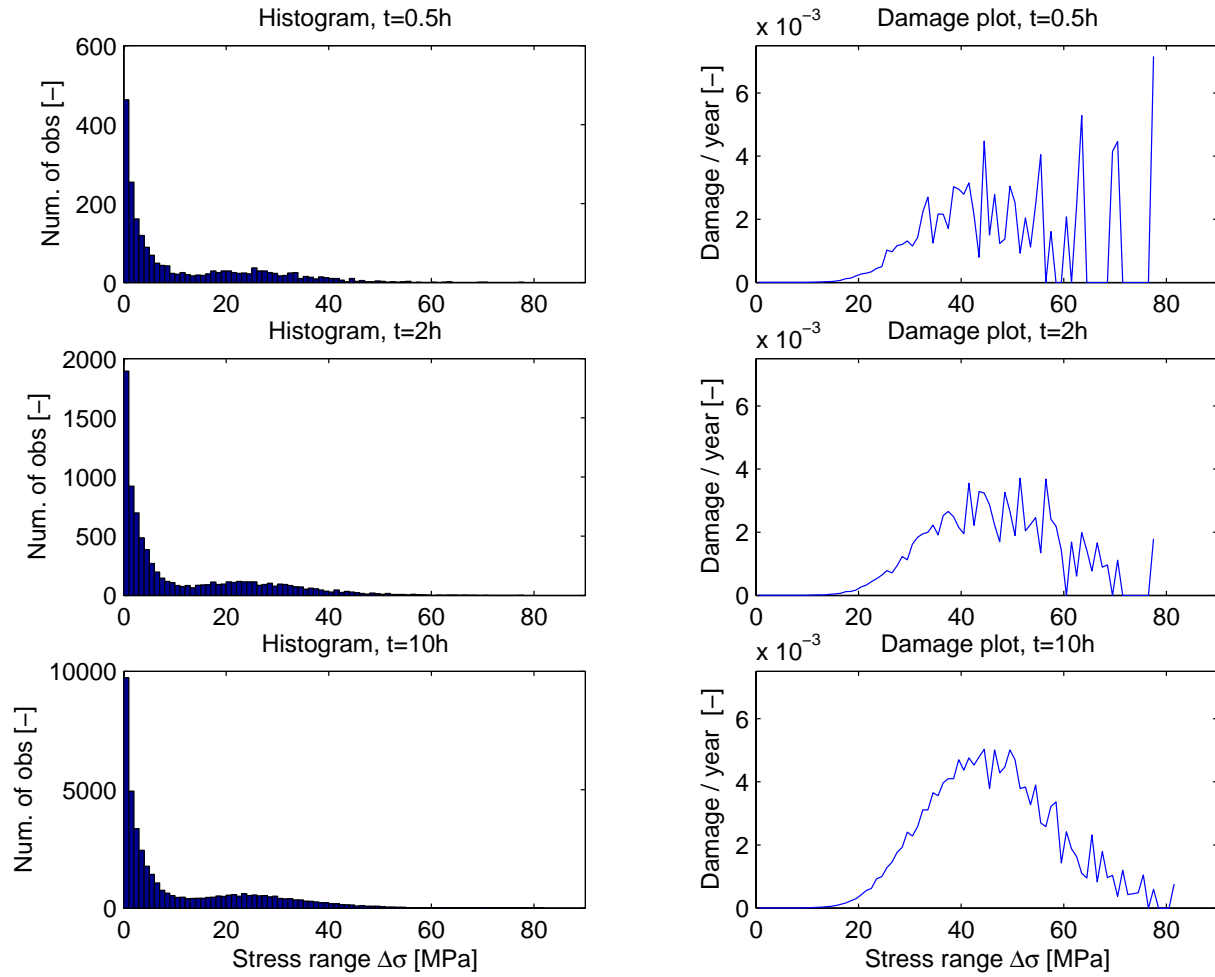 Histogram, t=0.5h
600
400
200
0
0 20 40 60 80
Num. of obs [−]
Damage plot, t=0.5h
x 10⁻³
6
4
2
0
0 20 40 60 80
Damage / year [−]
Histogram, t=2h
2000
1500
1000
500
0
0 20 40 60 80
Num. of obs [−]
Damage plot, t=2h
x 10⁻³
6
4
2
0
0 20 40 60 80
Damage / year [−]
Histogram, t=10h
10000
5000
0
0 20 40 60 80
Num. of obs [−]
Stress range Δσ [MPa]
Damage plot, t=10h
x 10⁻³
6
4
2
0
0 20 40 60 80
Damage / year [−]
Stress range Δσ [MPa]